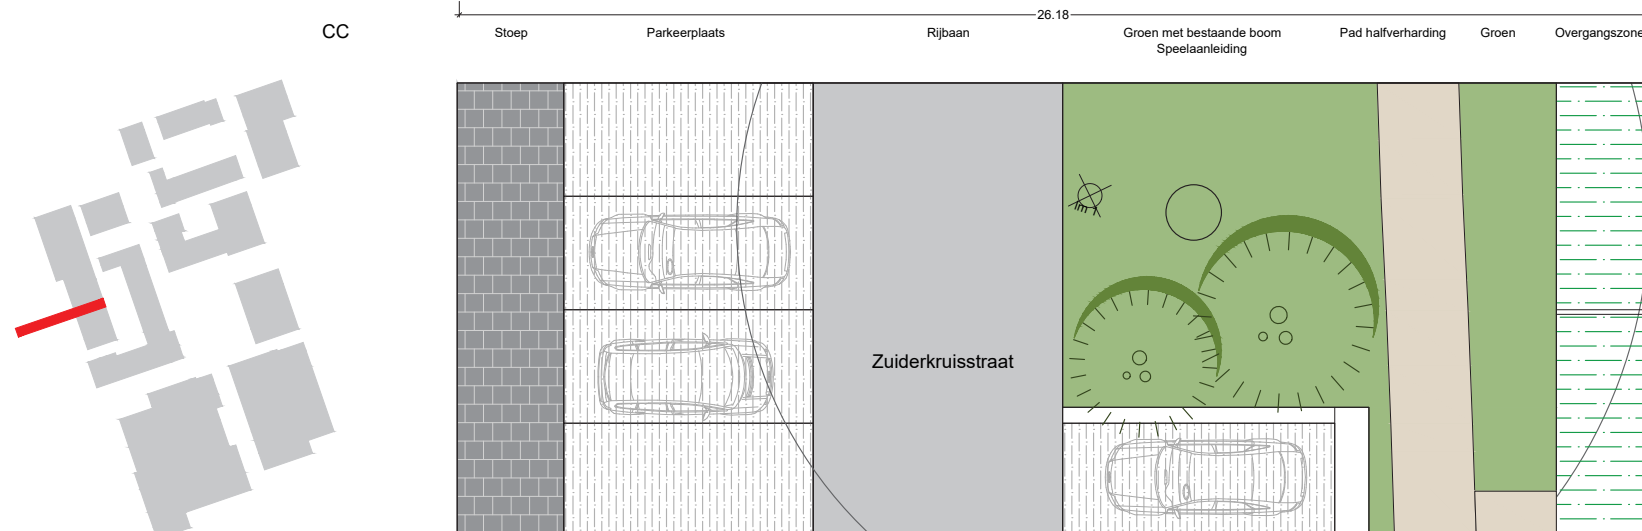 CC
26.18
Stoep
Parkeerplaats
Rijbaan
Groen met bestaande boom
Speelaanleiding
Pad halfverharding
Groen
Overgangszone
Zuiderkruisstraat